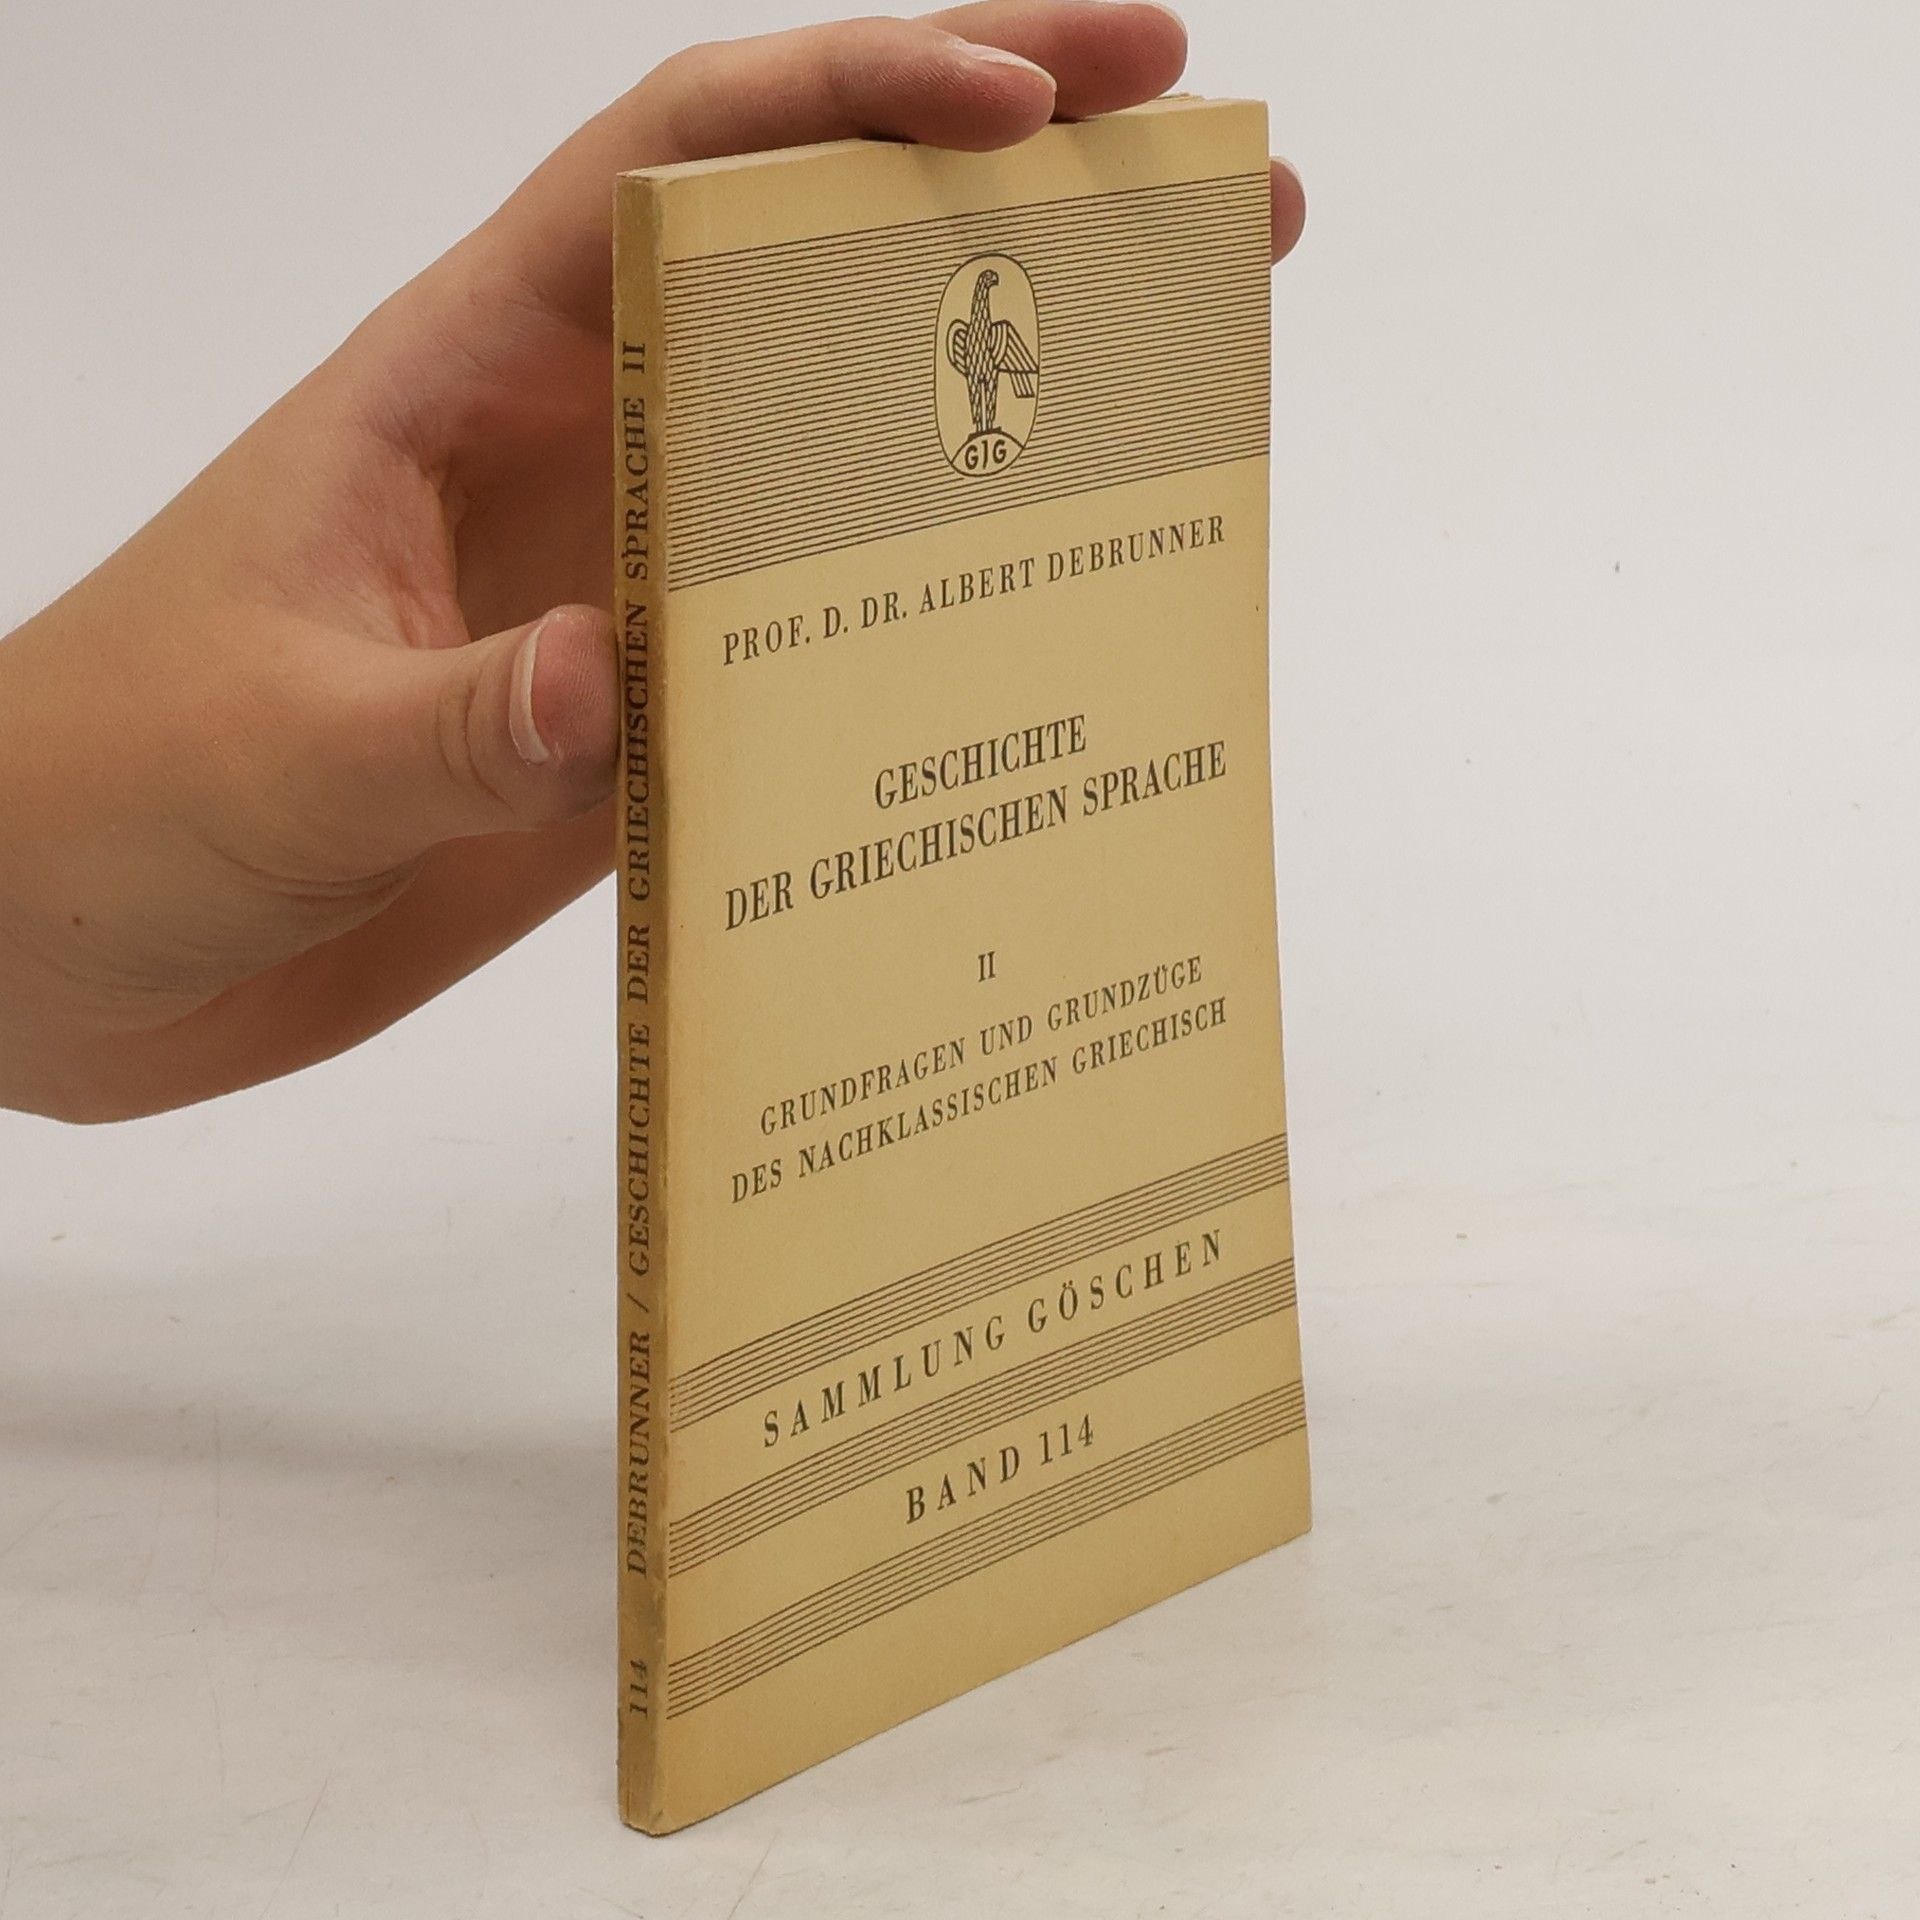 GJG
PROF. D. DR. ALBERT DEBRUNNER
GESCHICHTE
DER GRIECHISCHEN SPRACHE
II
GRUNDFRAGEN UND GRUNDZÜGE
DES NACHKLASSISCHEN GRIECHISCH
SAMMLUNG GÖSCHEN
BAND 114
114 DEBRUNNER / GESCHICHTE DER GRIECHISCHEN SPRACHE II